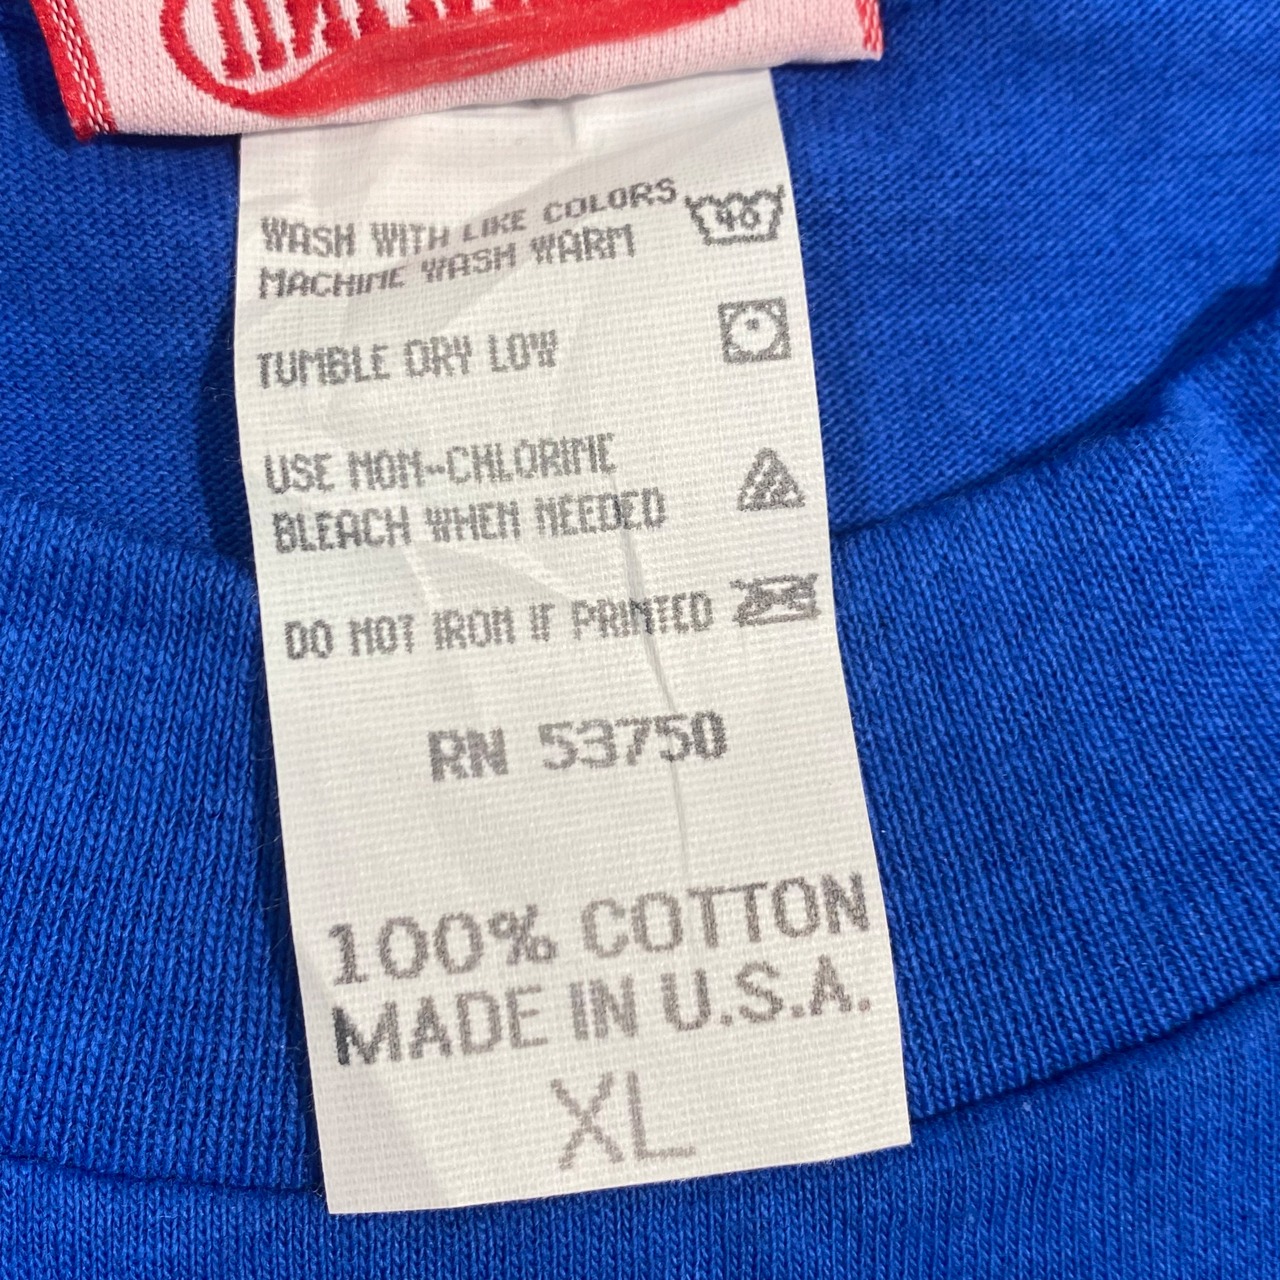 WASH WITH LIKE COLORS
MACHINE WASH WARM
40
TUMBLE DRY LOW
USE NON-CHLORINE
BLEACH WHEN NEEDED
DO NOT IRON IF PRINTED
RN 53750
100% COTTON
MADE IN U.S.A.
XL